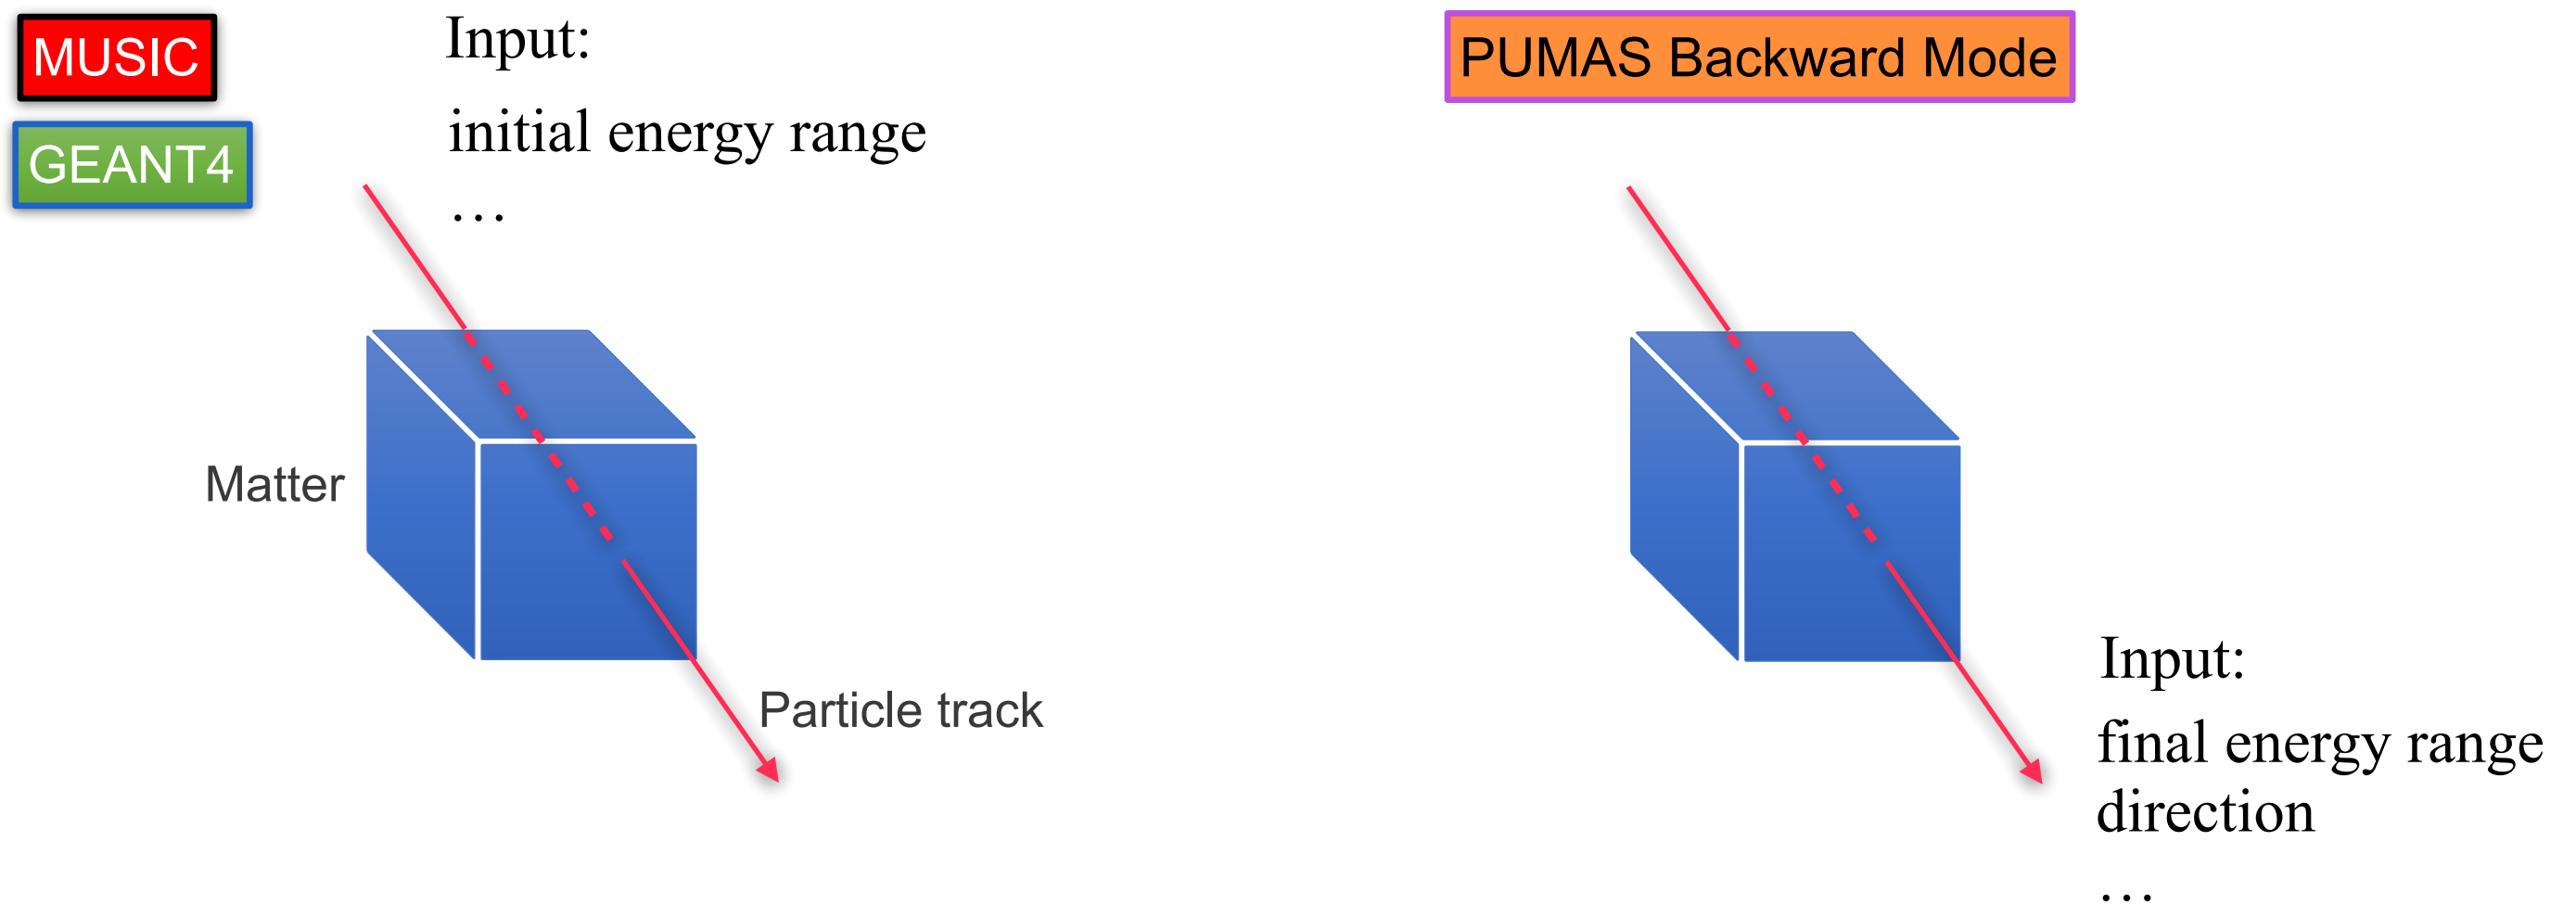 MUSIC
GEANT4
Input:
initial energy range
…
Matter
Particle track
PUMAS Backward Mode
Input:
final energy range
direction
…